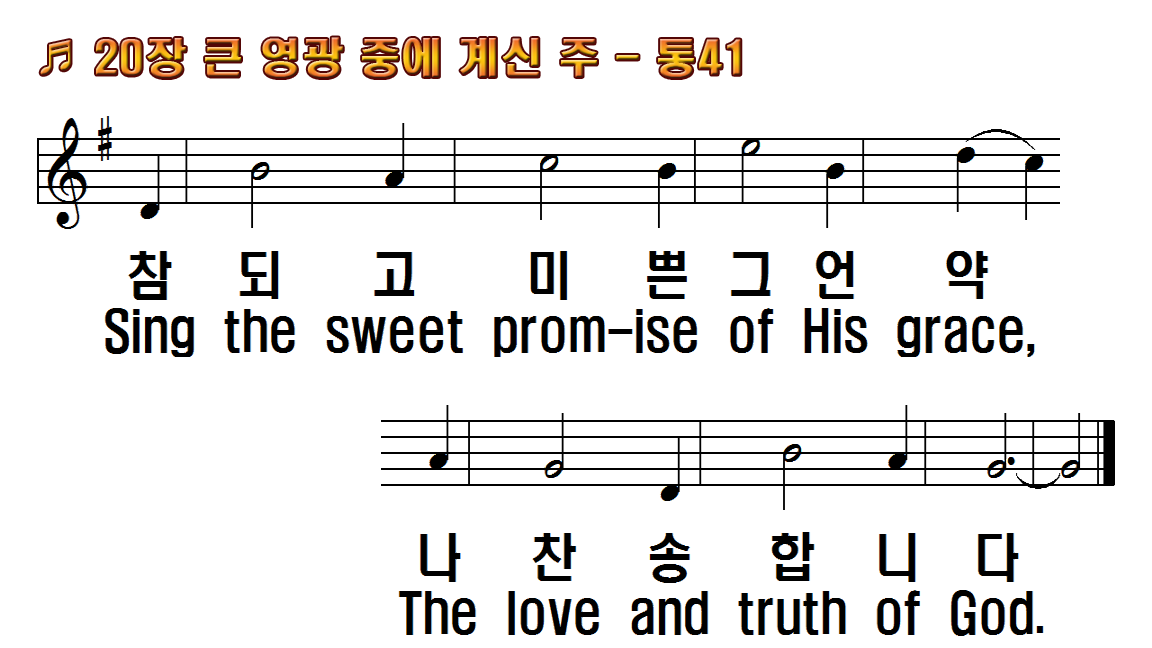 20장 큰 영광 중에 계신 주 - 통41
참 되 고 미 쁜 그 언 약
Sing the sweet prom-ise of His grace,
나 찬 송 합 니 다
The love and truth of God.